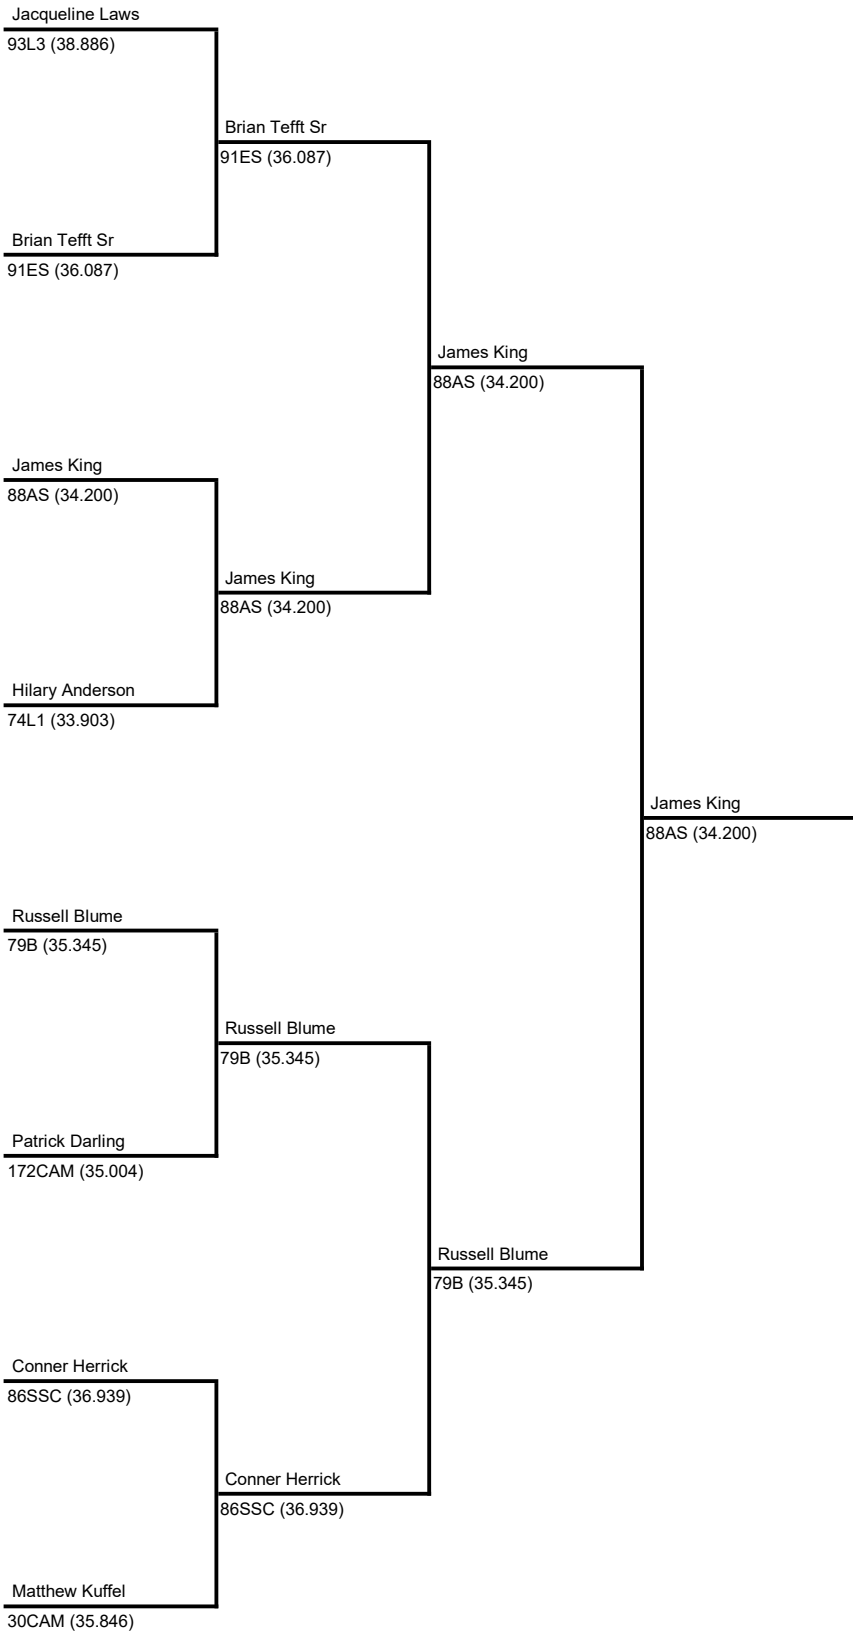 Jacqueline Laws
93L3 (38.886)
Brian Tefft Sr
91ES (36.087)
Brian Tefft Sr
91ES (36.087)
James King
88AS (34.200)
James King
88AS (34.200)
James King
88AS (34.200)
Hilary Anderson
74L1 (33.903)
James King
88AS (34.200)
Russell Blume
79B (35.345)
Russell Blume
79B (35.345)
Patrick Darling
172CAM (35.004)
Russell Blume
79B (35.345)
Conner Herrick
86SSC (36.939)
Conner Herrick
86SSC (36.939)
Matthew Kuffel
30CAM (35.846)